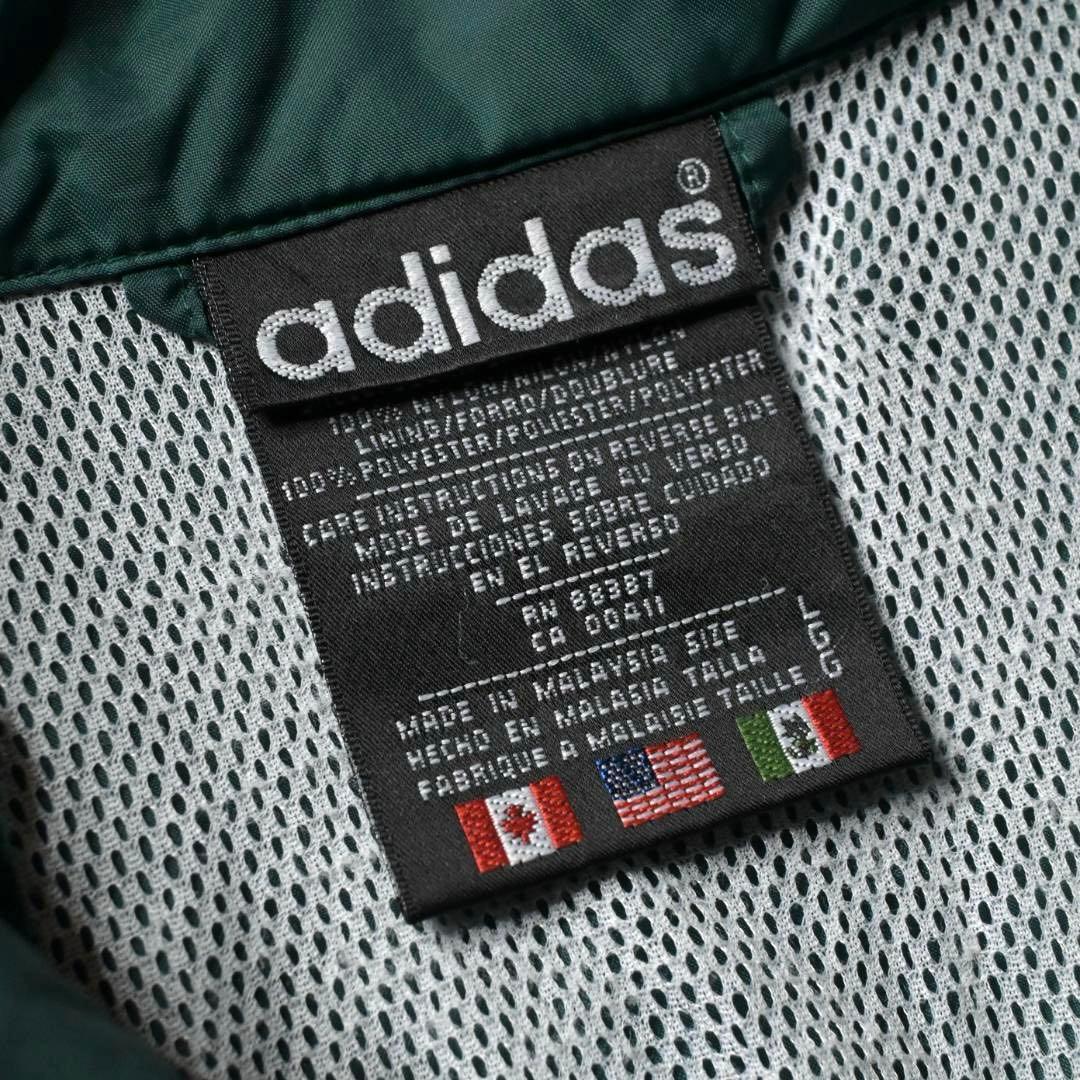 adidas®
100% NYLON/NYLON/NYLON
LINING/FORRO/DOUBLURE
100% POLYESTER/POLIESTER/POLYESTER
CARE INSTRUCTIONS ON REVERSE SIDE
MODE DE LAVAGE AU VERSO
INSTRUCCIONES SOBRE CUIDADO
EN EL REVERSO
RN 88387
CA 00411
MADE IN MALAYSIA SIZE L
HECHO EN MALASIA TALLA G
FABRIQUE A MALAISIE TAILLE G